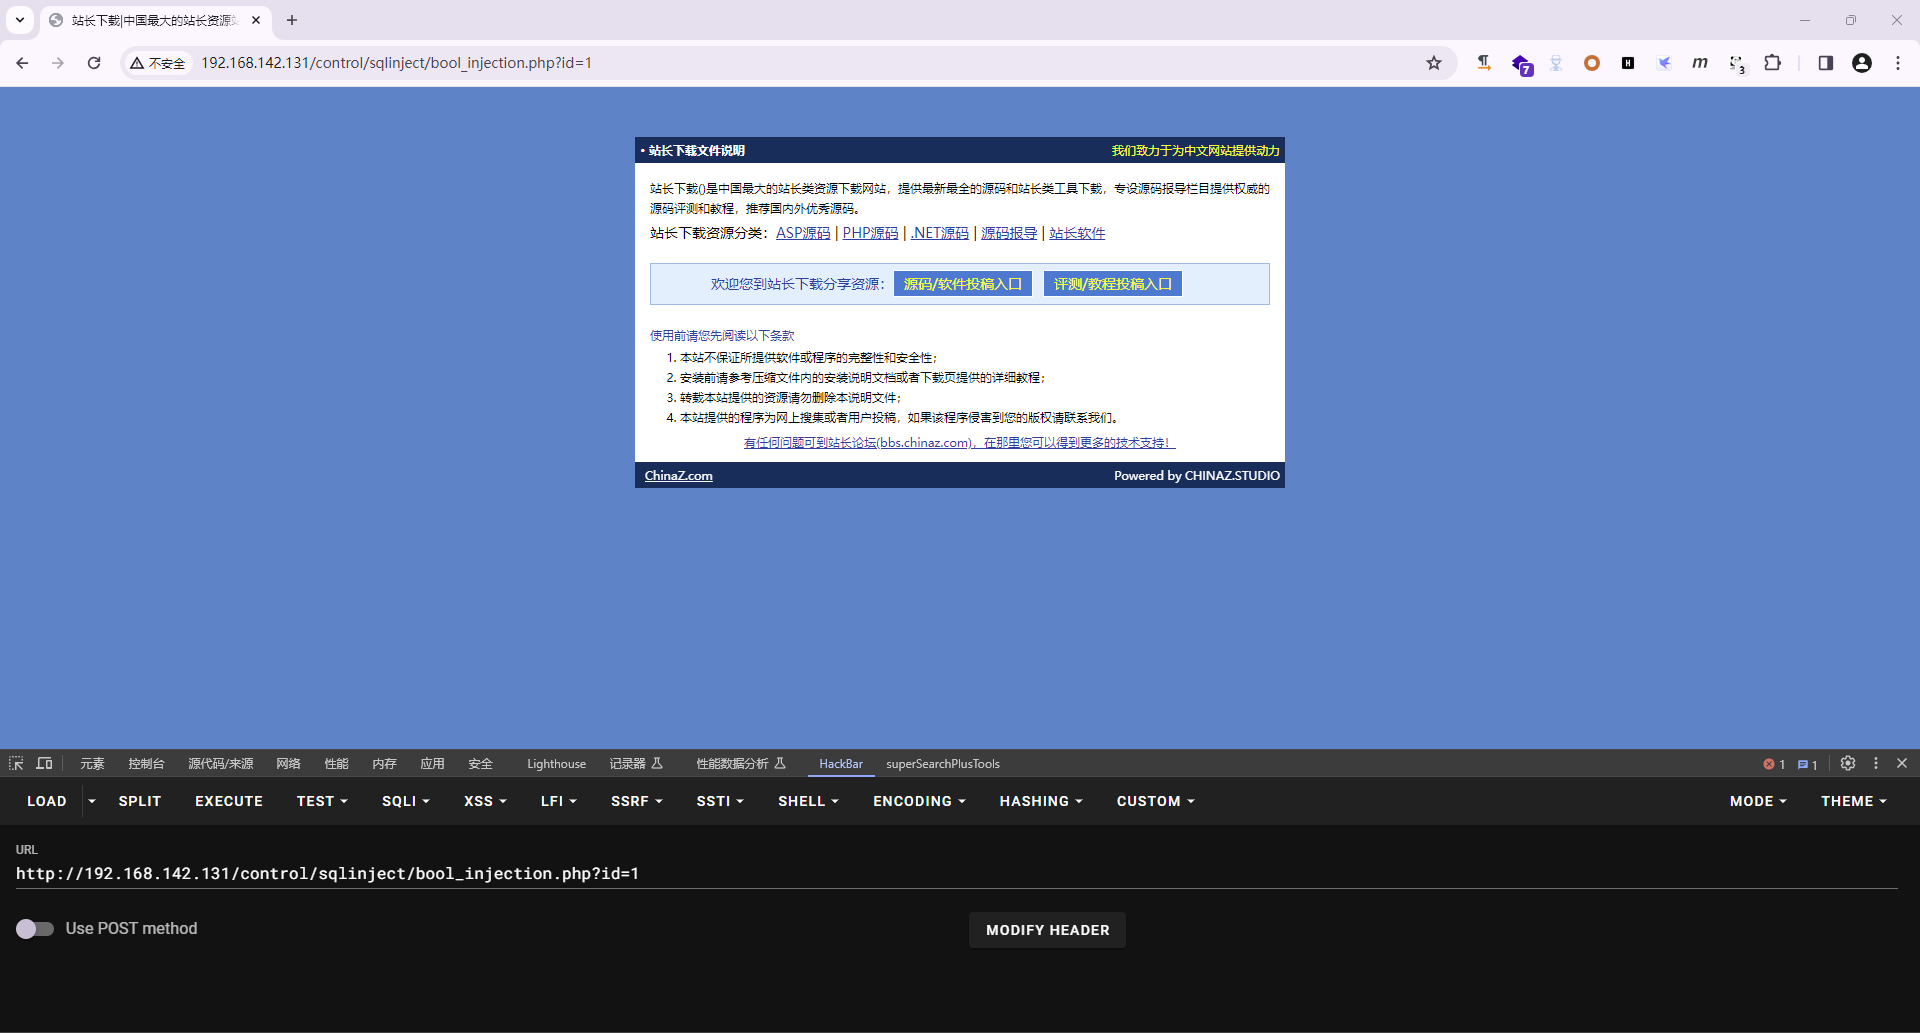 站长下载|中国最大的站长资源站
不安全
192.168.142.131/control/sqlinject/bool_injection.php?id=1
7
H
m
3
• 站长下载文件说明
我们致力于为中文网站提供动力
站长下载()是中国最大的站长类资源下载网站，提供最新最全的源码和站长类工具下载，专设源码报导栏目提供权威的
源码评测和教程，推荐国内外优秀源码。
站长下载资源分类：ASP源码 | PHP源码 | .NET源码 | 源码报导 | 站长软件
欢迎您到站长下载分享资源： 源码/软件投稿入口 评测/教程投稿入口
使用前请您先阅读以下条款
1. 本站不保证所提供软件或程序的完整性和安全性；
2. 安装前请参考压缩文件内的安装说明文档或者下载页提供的详细教程；
3. 转载本站提供的资源请勿删除本说明文件；
4. 本站提供的程序为网上搜集或者用户投稿，如果该程序侵害到您的版权请联系我们。
有任何问题可到站长论坛(bbs.chinaz.com)，在那里您可以得到更多的技术支持！
ChinaZ.com
Powered by CHINAZ.STUDIO
元素 控制台 源代码/来源 网络 性能 内存 应用 安全 Lighthouse 记录器 性能数据分析 HackBar superSearchPlusTools 1 1
LOAD SPLIT EXECUTE TEST SQLI XSS LFI SSRF SSTI SHELL ENCODING HASHING CUSTOM MODE THEME
URL
http://192.168.142.131/control/sqlinject/bool_injection.php?id=1
Use POST method
MODIFY HEADER